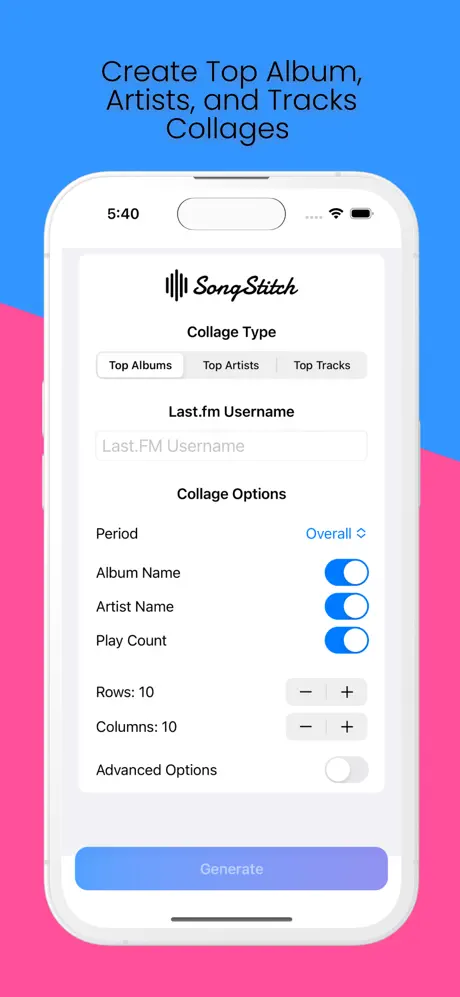 Create Top Album,
Artists, and Tracks
Collages
5:40
SongStitch
Collage Type
Top Albums Top Artists Top Tracks
Last.fm Username
Last.FM Username
Collage Options
Period Overall
Album Name
Artist Name
Play Count
Rows: 10 − +
Columns: 10 − +
Advanced Options
Generate